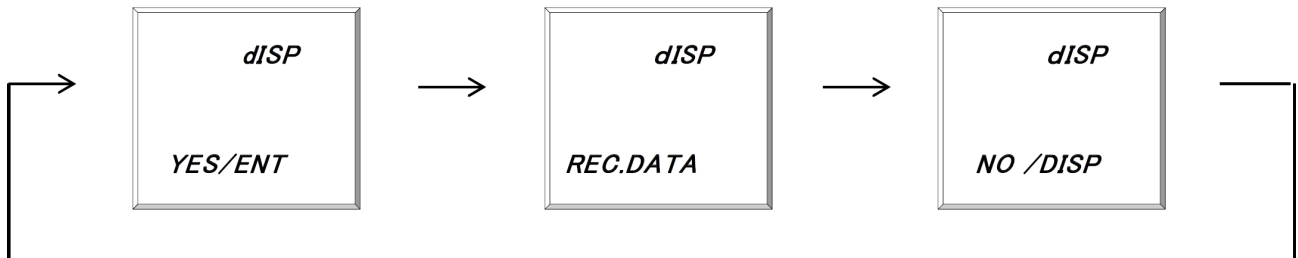 dISP
YES/ENT
dISP
REC.DATA
dISP
NO /DISP